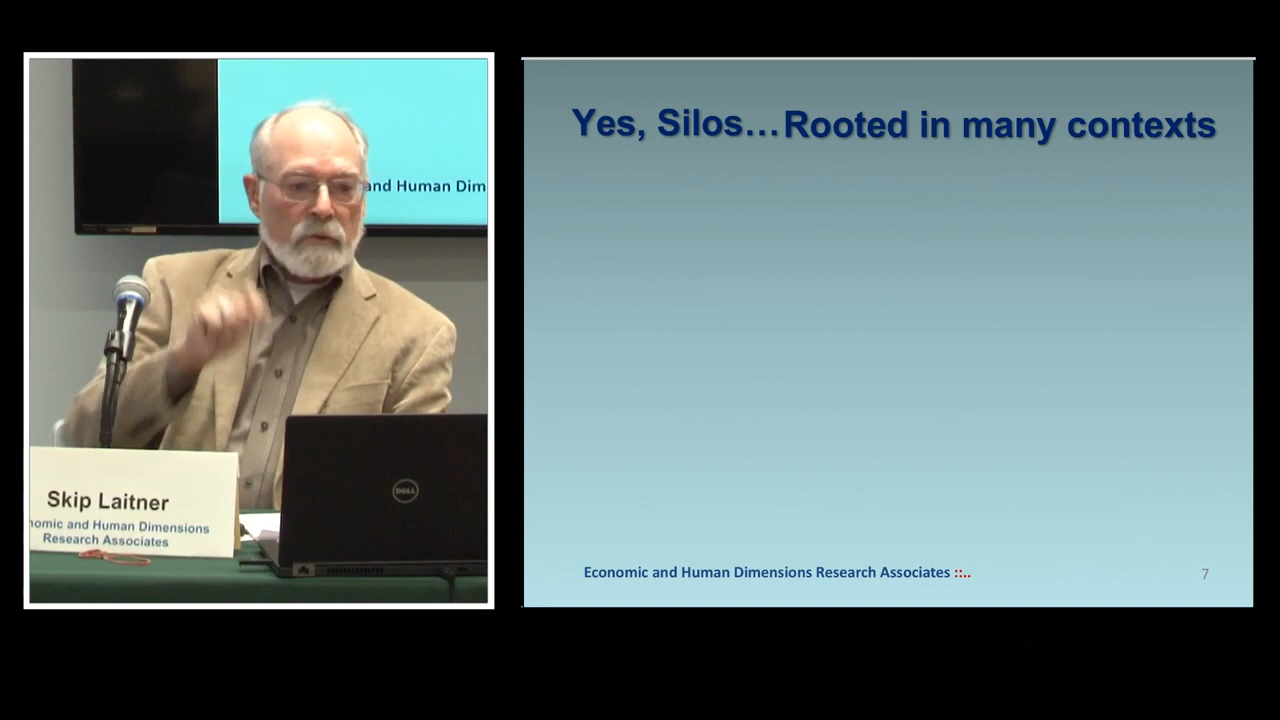 and Human Dim
Skip Laitner
nomic and Human Dimensions
Research Associates
DELL
Yes, Silos...Rooted in many contexts
Economic and Human Dimensions Research Associates ::..
7